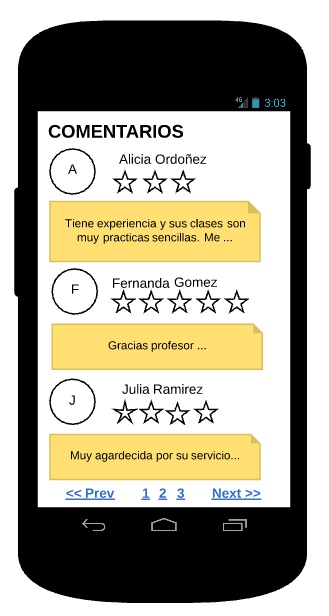 4G 3:03
COMENTARIOS
A
Alicia Ordoñez
Tiene experiencia y sus clases son
muy practicas sencillas. Me ...
F
Fernanda Gomez
Gracias profesor ...
J
Julia Ramirez
Muy agardecida por su servicio...
<< Prev 1 2 3 Next >>